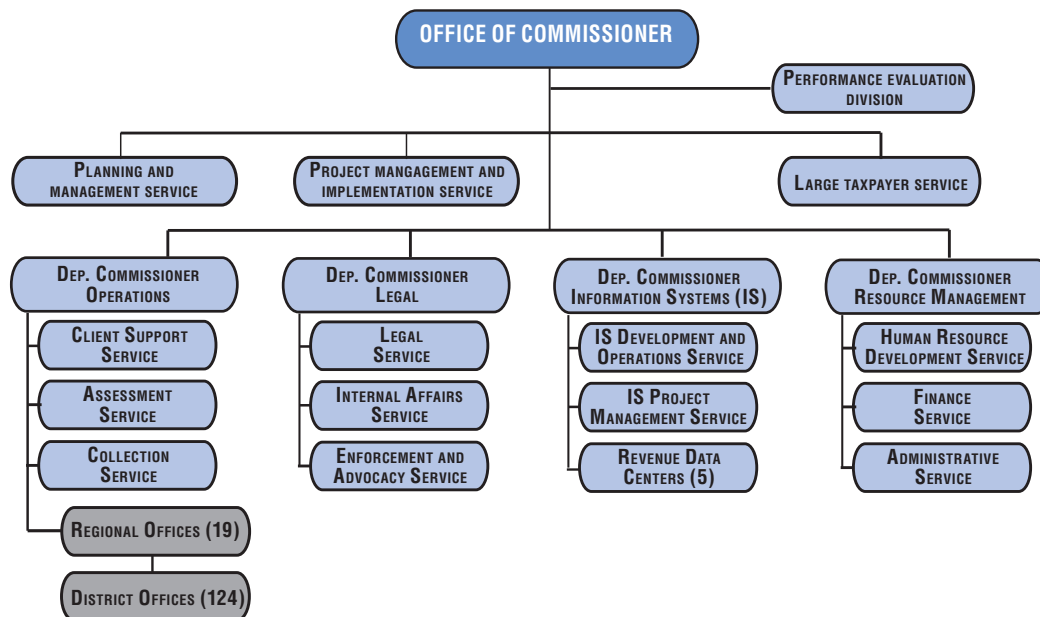 OFFICE OF COMMISSIONER
PERFORMANCE EVALUATION
DIVISION
PLANNING AND
MANAGEMENT SERVICE
PROJECT MANGAGEMENT AND
IMPLEMENTATION SERVICE
LARGE TAXPAYER SERVICE
DEP. COMMISSIONER
OPERATIONS
DEP. COMMISSIONER
LEGAL
DEP. COMMISSIONER
INFORMATION SYSTEMS (IS)
DEP. COMMISSIONER
RESOURCE MANAGEMENT
CLIENT SUPPORT
SERVICE
LEGAL
SERVICE
IS DEVELOPMENT AND
OPERATIONS SERVICE
HUMAN RESOURCE
DEVELOPMENT SERVICE
ASSESSMENT
SERVICE
INTERNAL AFFAIRS
SERVICE
IS PROJECT
MANAGEMENT SERVICE
FINANCE
SERVICE
COLLECTION
SERVICE
ENFORCEMENT AND
ADVOCACY SERVICE
REVENUE DATA
CENTERS (5)
ADMINISTRATIVE
SERVICE
REGIONAL OFFICES (19)
DISTRICT OFFICES (124)